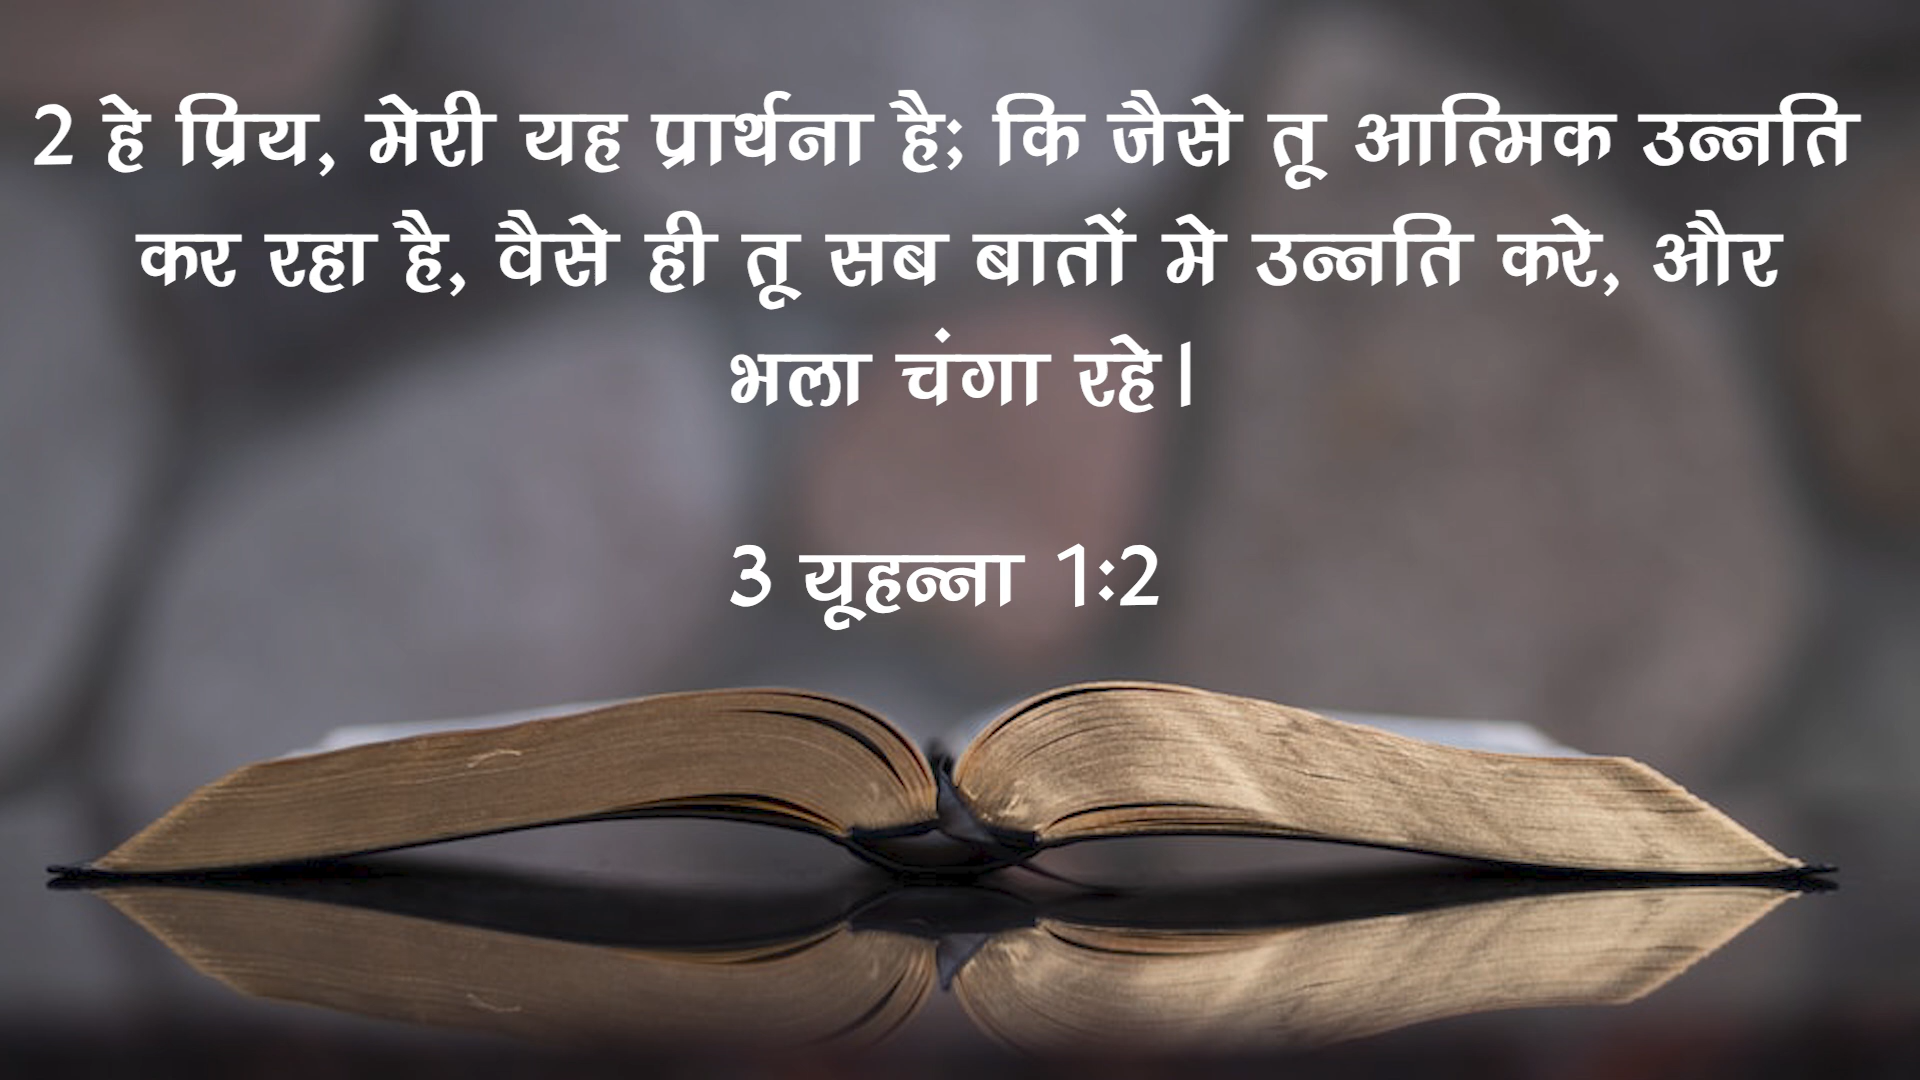 2 हे प्रिय, मेरी यह प्रार्थना है; कि जैसे तू आत्मिक उन्नति
कर रहा है, वैसे ही तू सब बातों मे उन्नति करे, और
भला चंगा रहे।
3 यूहन्ना 1:2